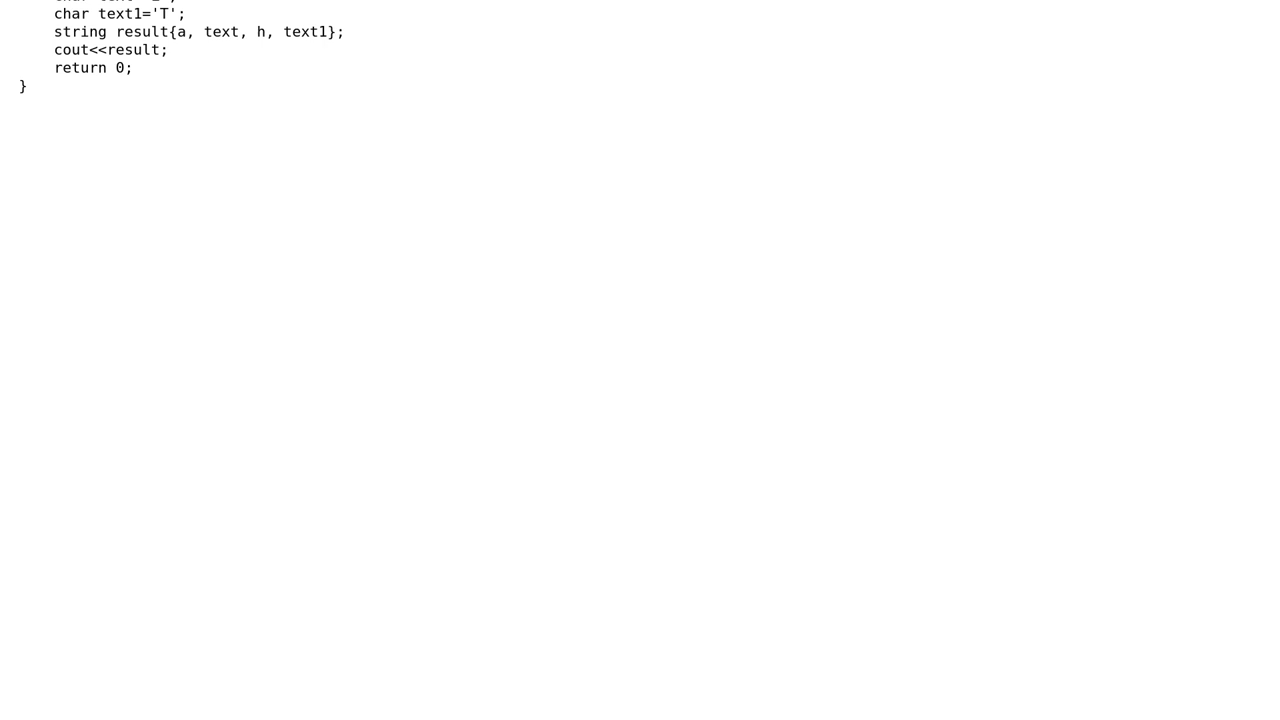 char text1='T';
string result{a, text, h, text1};
cout<<result;
return 0;
}